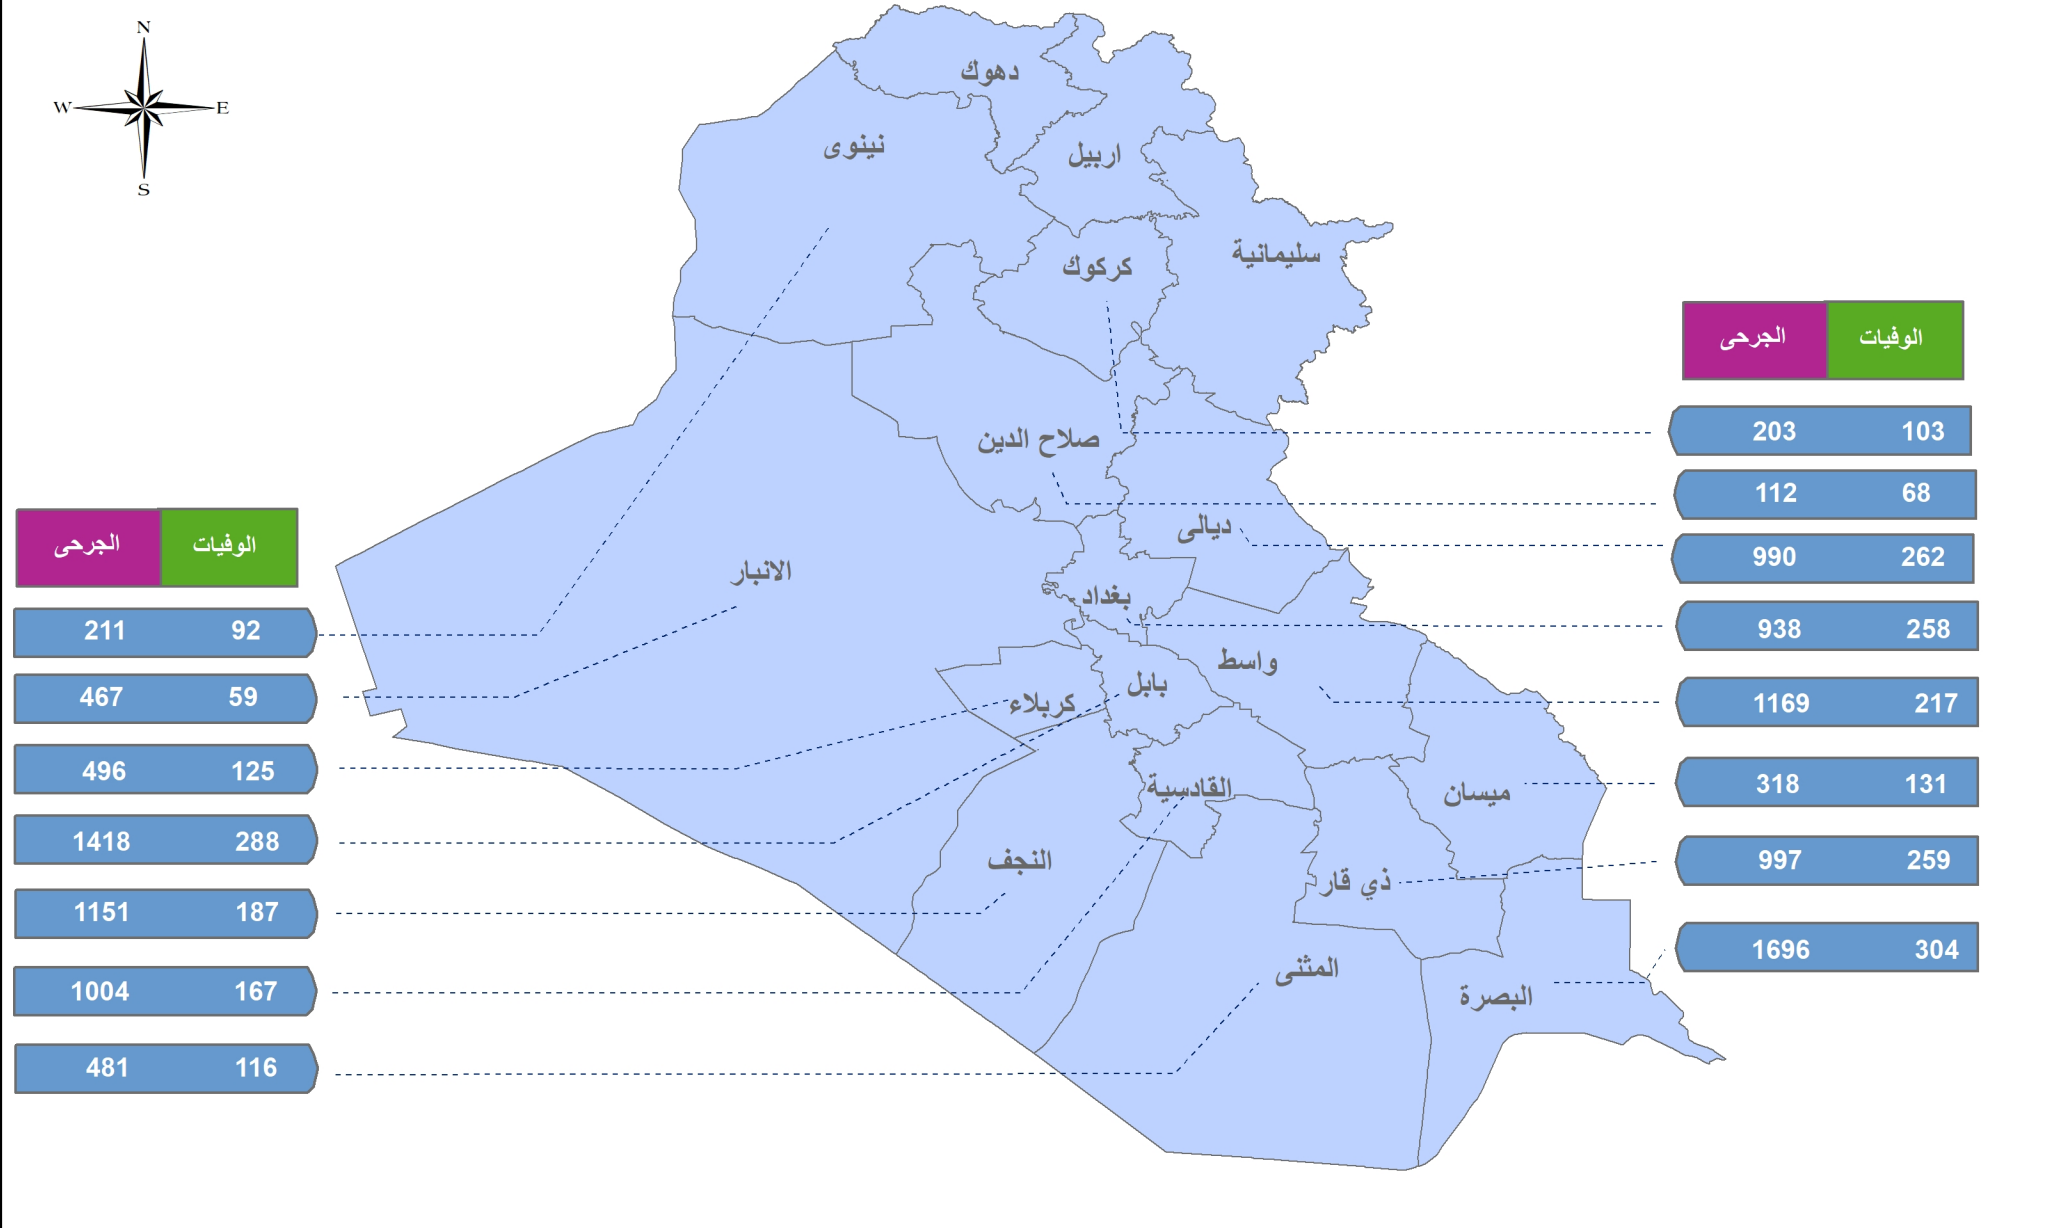 N
W E
S
دهوك
نينوى
اربيل
سليمانية
كركوك
صلاح الدين
ديالى
الانبار
بغداد
واسط
بابل
كربلاء
القادسية
ميسان
النجف
ذي قار
المثنى
البصرة
الجرحى الوفيات
203 103
112 68
990 262
938 258
1169 217
318 131
997 259
1696 304
الجرحى الوفيات
211 92
467 59
496 125
1418 288
1151 187
1004 167
481 116